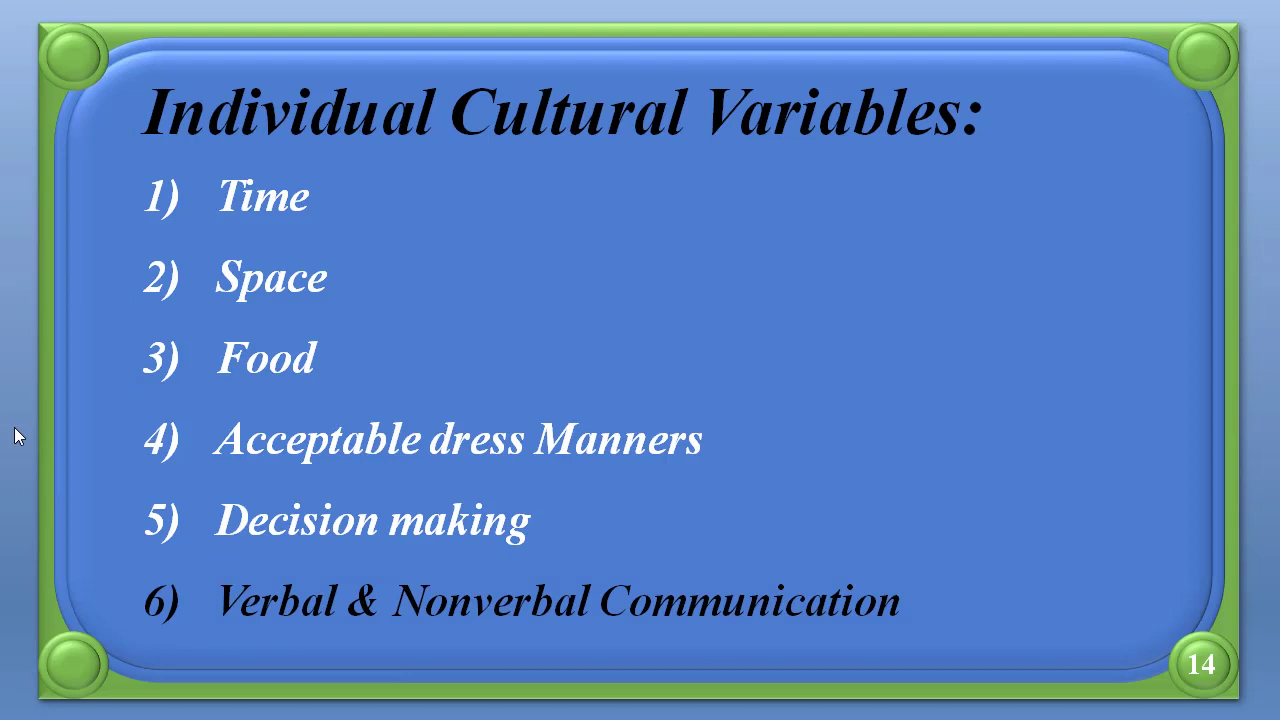 Individual Cultural Variables:
1) Time
2) Space
3) Food
4) Acceptable dress Manners
5) Decision making
6) Verbal & Nonverbal Communication
14